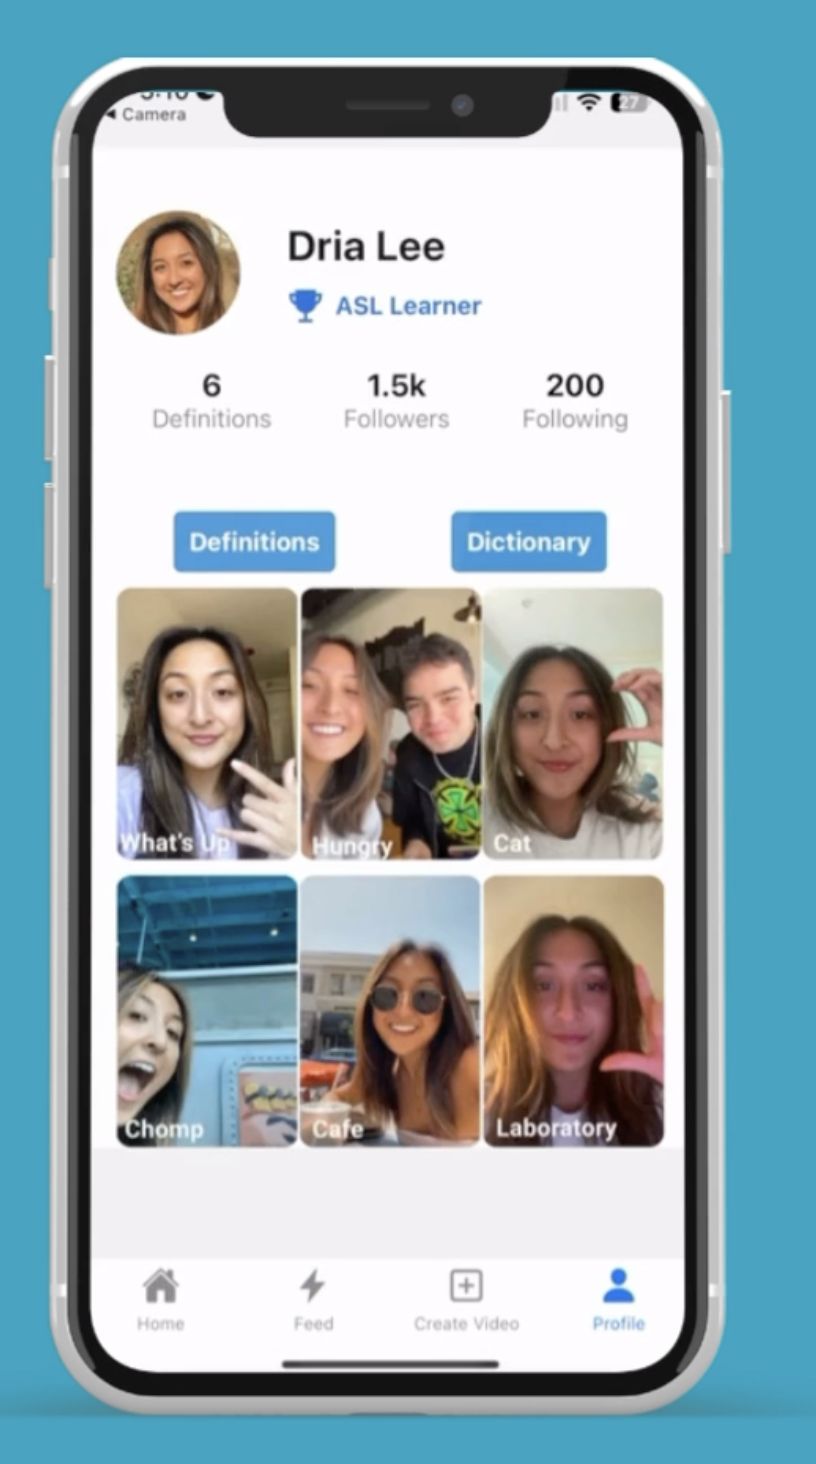 Camera
27
Dria Lee
ASL Learner
6 1.5k 200
Definitions Followers Following
Definitions Dictionary
What's Up Hungry Cat
Chomp Cafe Laboratory
Home Feed Create Video Profile